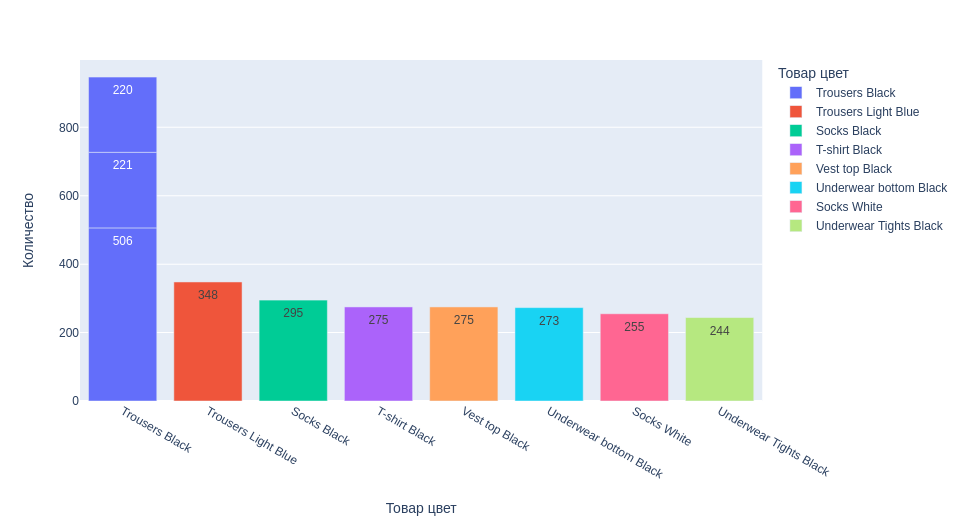 Количество
800
600
400
200
0
220
221
506
348
295
275
275
273
255
244
Trousers Black
Trousers Light Blue
Socks Black
T-shirt Black
Vest top Black
Underwear bottom Black
Socks White
Underwear Tights Black
Товар цвет
Товар цвет
Trousers Black
Trousers Light Blue
Socks Black
T-shirt Black
Vest top Black
Underwear bottom Black
Socks White
Underwear Tights Black